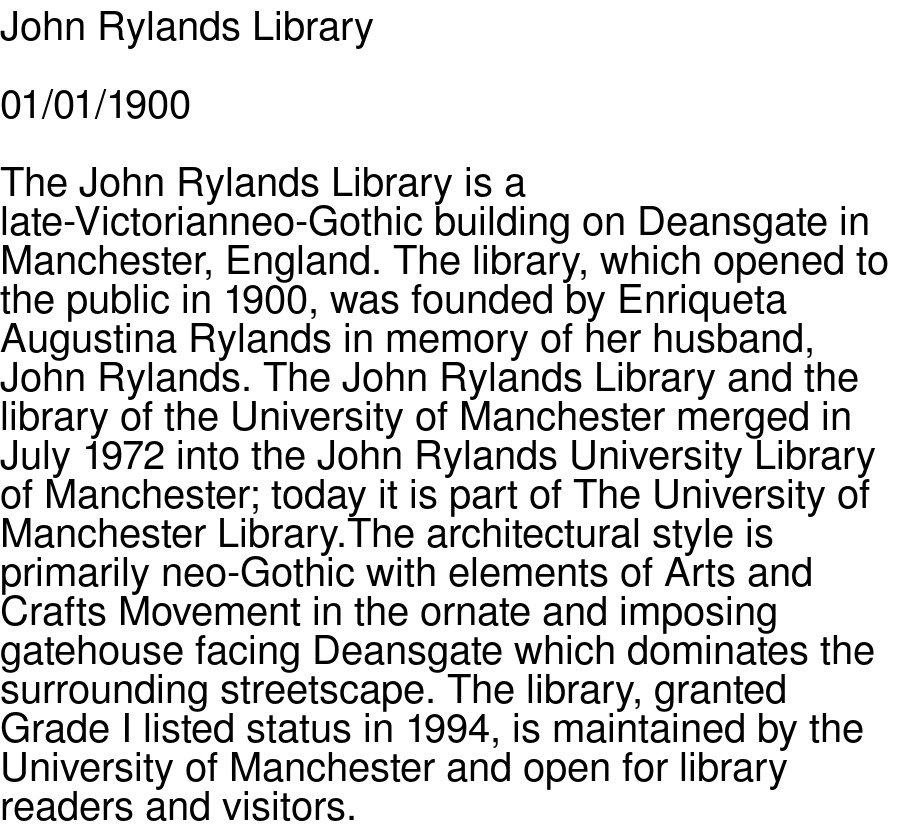 John Rylands Library
01/01/1900
The John Rylands Library is a
late-Victorianneo-Gothic building on Deansgate in
Manchester, England. The library, which opened to
the public in 1900, was founded by Enriqueta
Augustina Rylands in memory of her husband,
John Rylands. The John Rylands Library and the
library of the University of Manchester merged in
July 1972 into the John Rylands University Library
of Manchester; today it is part of The University of
Manchester Library.The architectural style is
primarily neo-Gothic with elements of Arts and
Crafts Movement in the ornate and imposing
gatehouse facing Deansgate which dominates the
surrounding streetscape. The library, granted
Grade I listed status in 1994, is maintained by the
University of Manchester and open for library
readers and visitors.